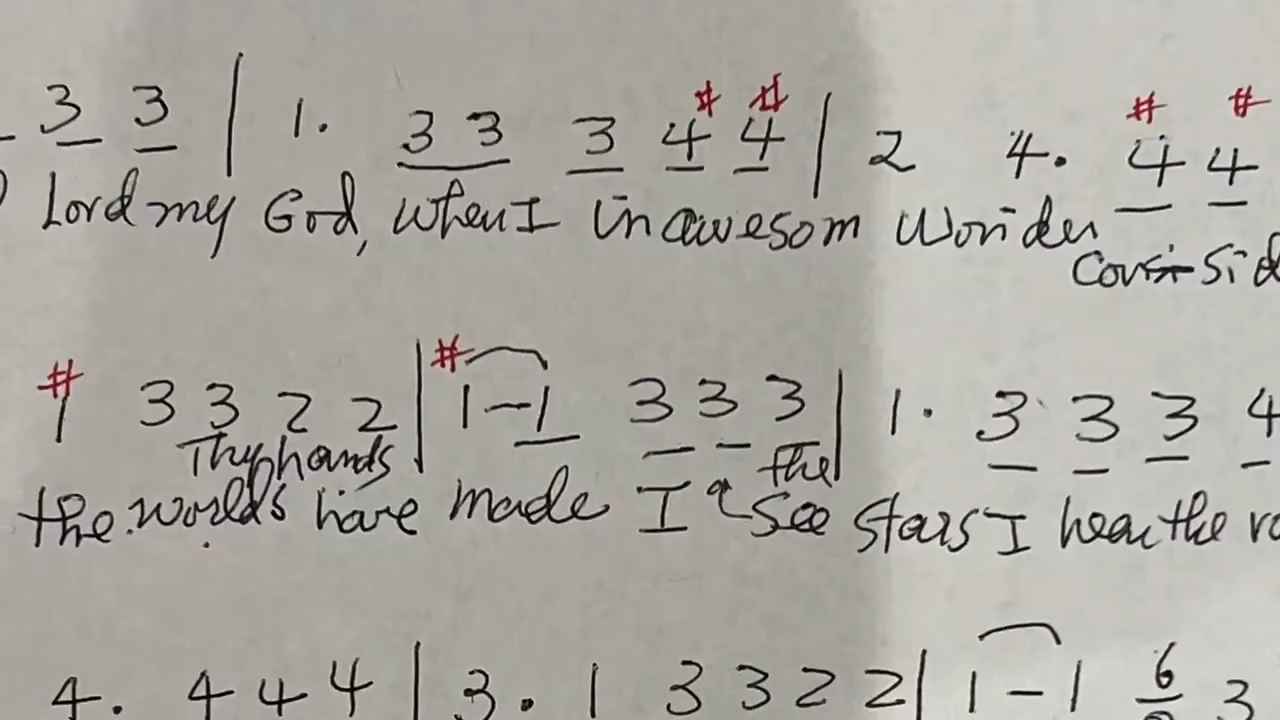 # # # #
3 3 | 1. 3 3 3 4 4 | 2 4. 4 4
Lord my God, when I in awesom wonder
Con-Sid
# #
1 3 3 2 2 | 1-1 3 3 3 | 1. 3 3 3 4
Thy hands the
the worlds have made I See Stars I hear the ro
4. 4 4 4 | 3. 1 3 3 2 2 | 1-1 6 3